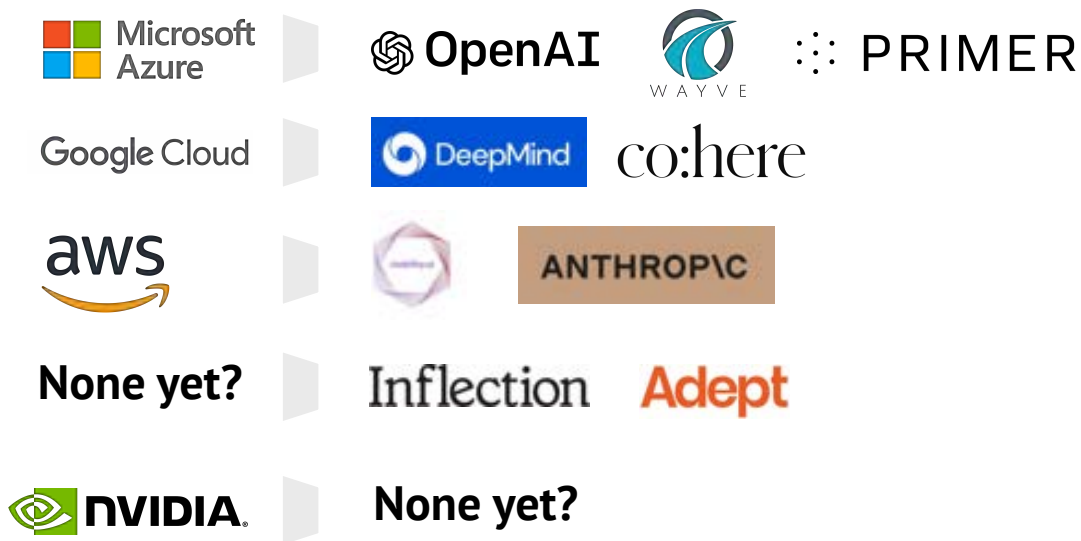 Microsoft
Azure
OpenAI
WAYVE
PRIMER
Google Cloud
DeepMind
co:here
aws
ANTHROP\C
None yet?
Inflection
Adept
NVIDIA.
None yet?